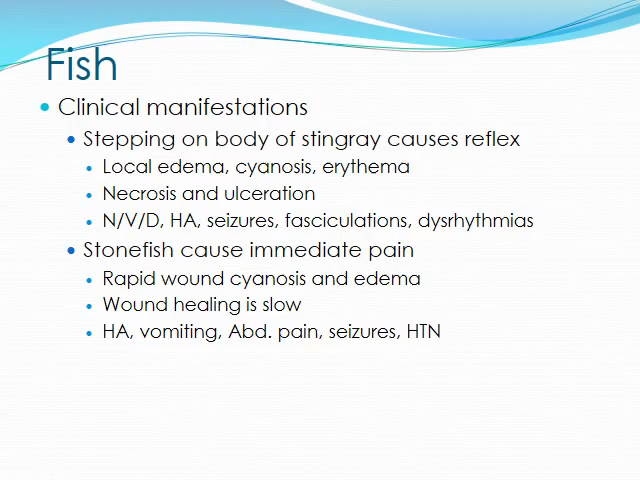 Fish
Clinical manifestations
Stepping on body of stingray causes reflex
Local edema, cyanosis, erythema
Necrosis and ulceration
N/V/D, HA, seizures, fasciculations, dysrhythmias
Stonefish cause immediate pain
Rapid wound cyanosis and edema
Wound healing is slow
HA, vomiting, Abd. pain, seizures, HTN